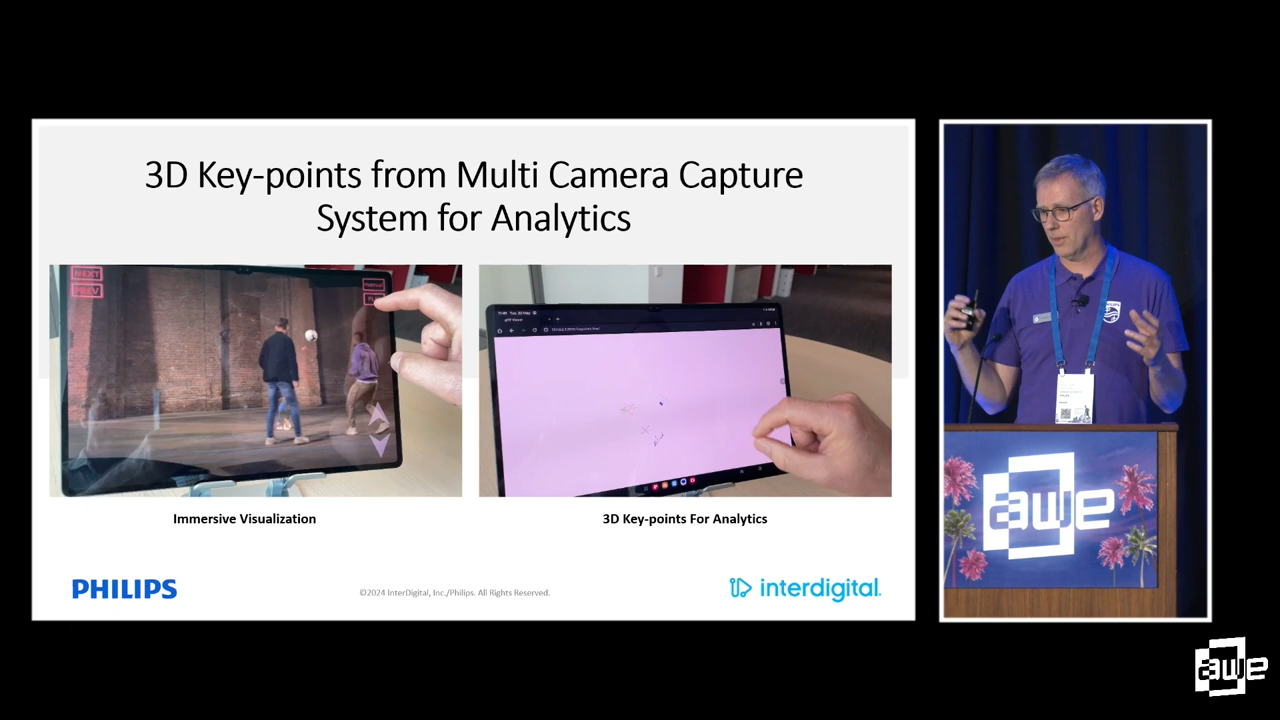 3D Key-points from Multi Camera Capture
System for Analytics
NEXT
PREV
Immersive Visualization
3D Key-points For Analytics
PHILIPS
©2024 InterDigital, Inc./Philips. All Rights Reserved.
interdigital.
awe
awe